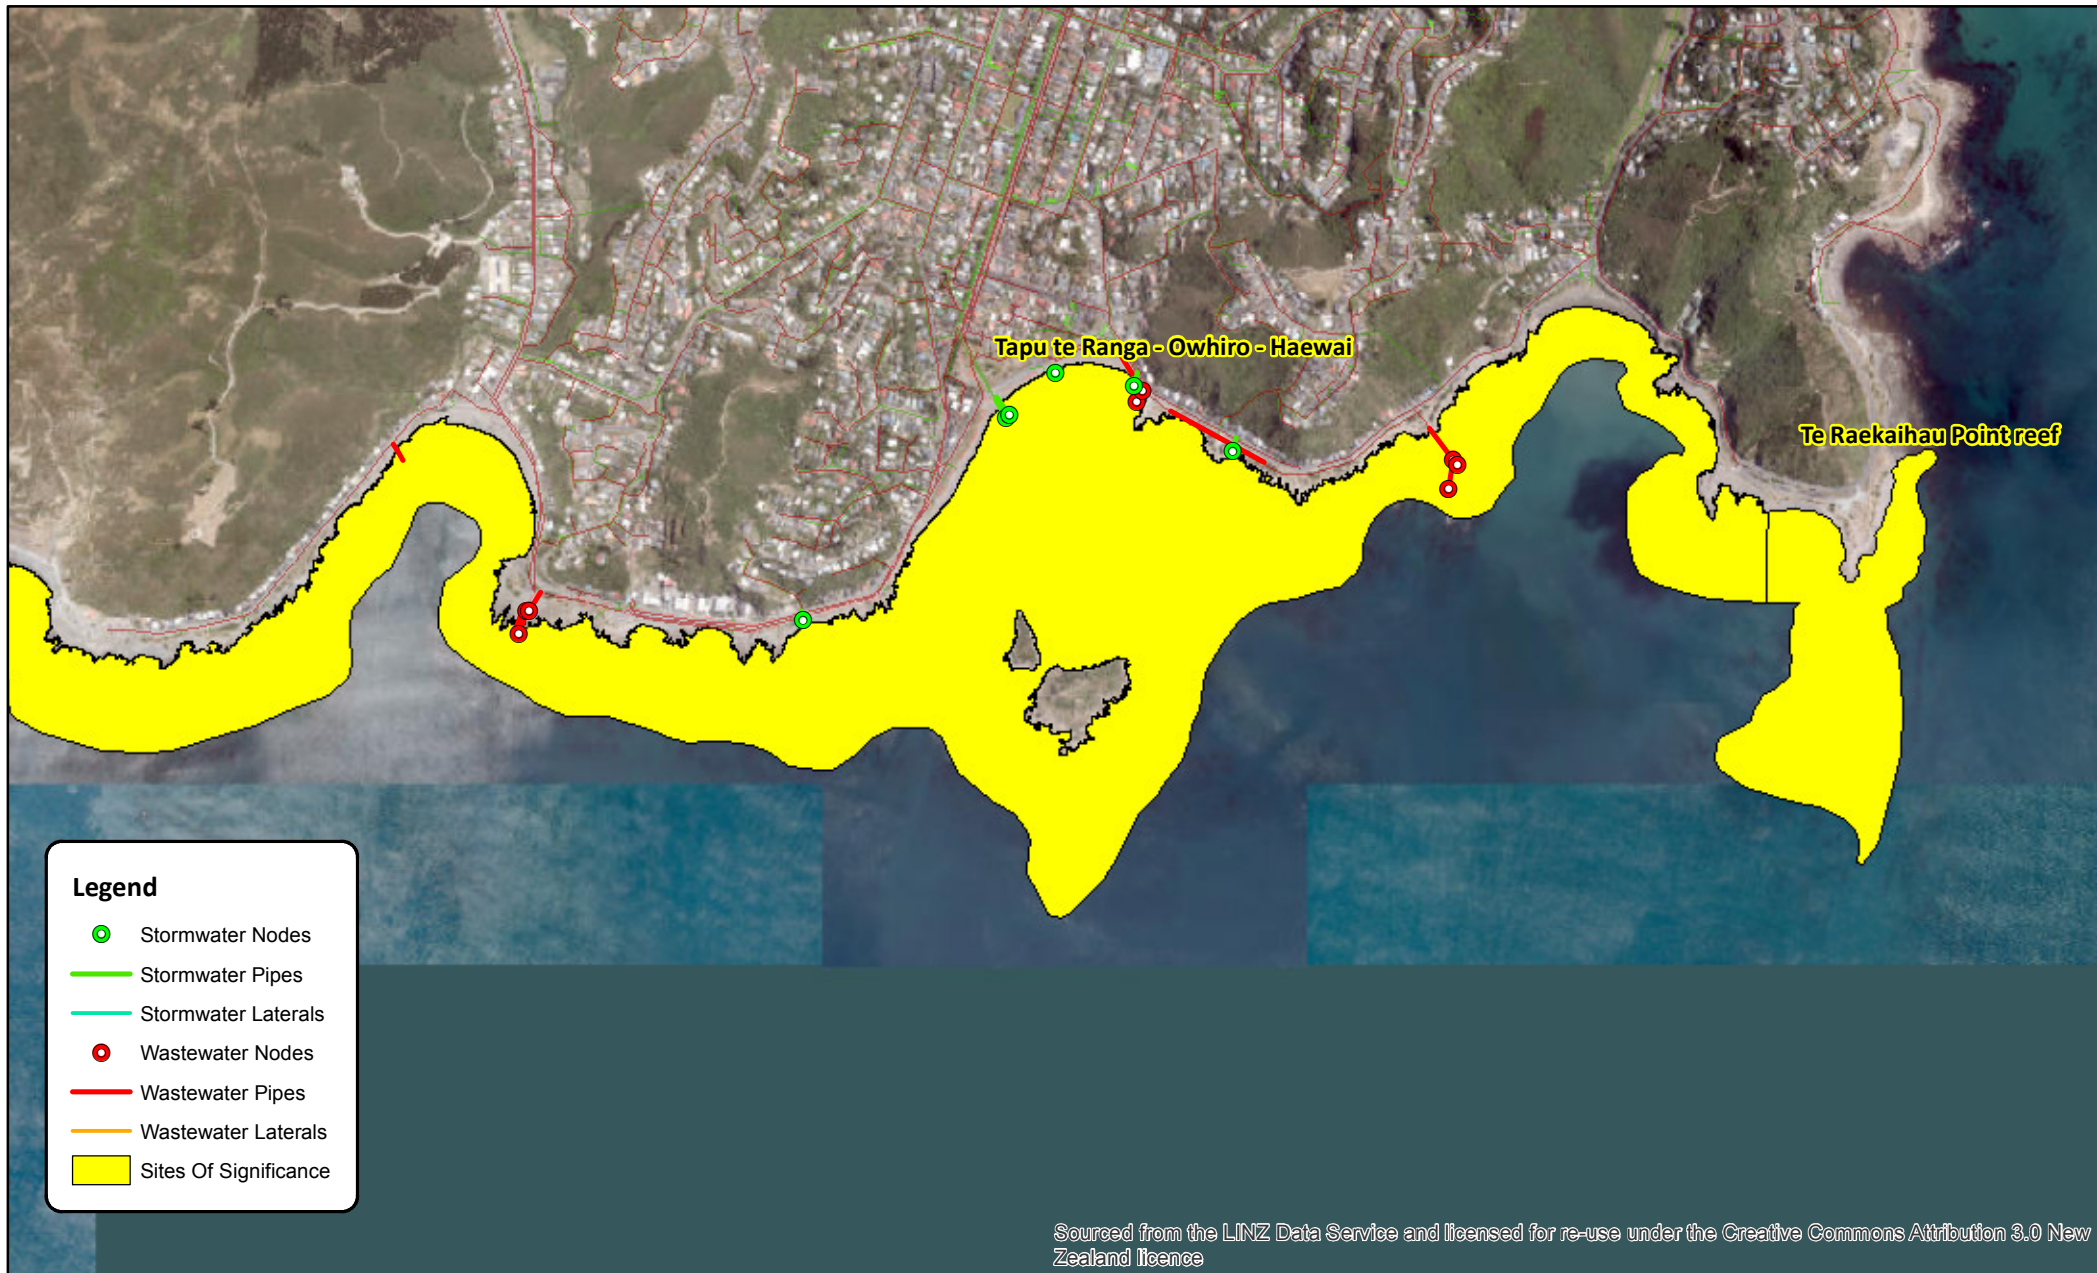 Tapu te Ranga - Owhiro - Haewai
Te Raekaihau Point reef
Legend
Stormwater Nodes
Stormwater Pipes
Stormwater Laterals
Wastewater Nodes
Wastewater Pipes
Wastewater Laterals
Sites Of Significance
Sourced from the LINZ Data Service and licensed for re-use under the Creative Commons Attribution 3.0 New
Zealand licence